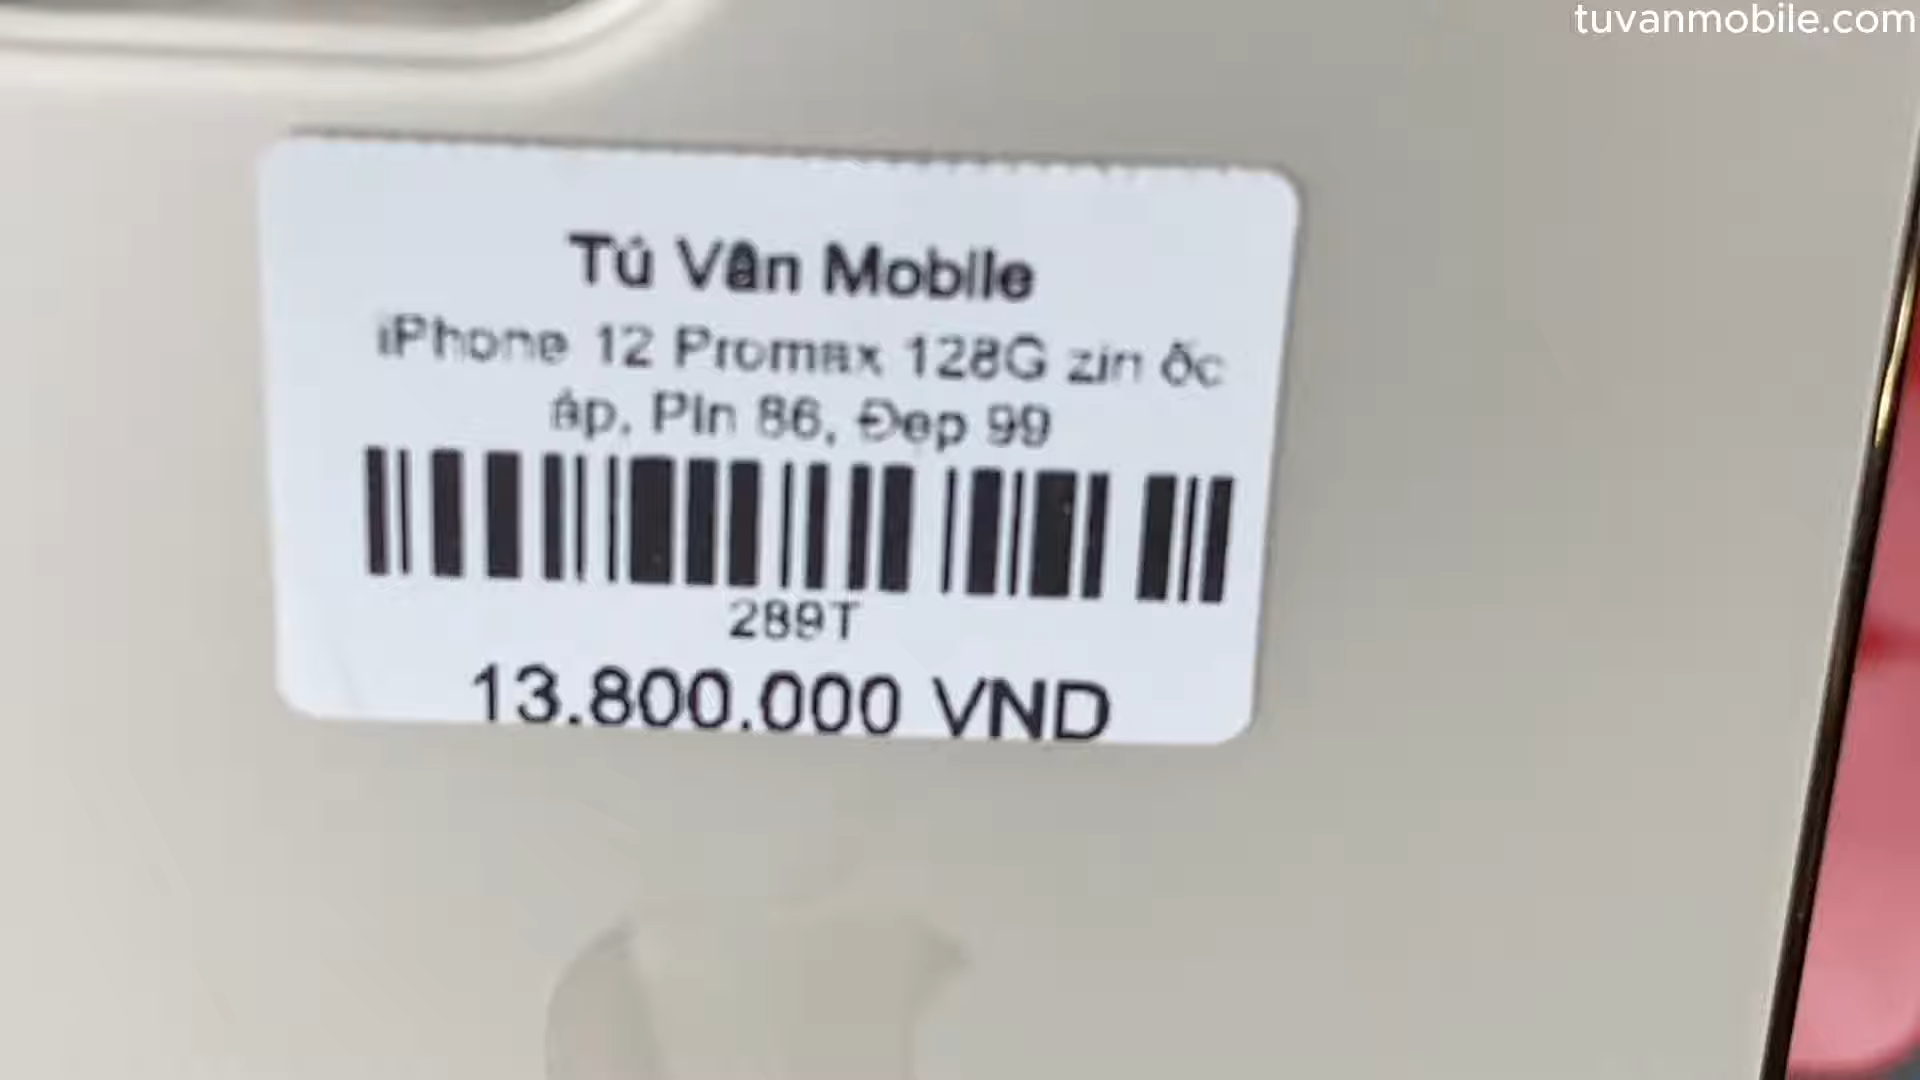 tuvanmobile.com
Tú Vân Mobile
iPhone 12 Promax 128G zin ốc
áp, Pin 86, Đẹp 99
289T
13.800.000 VND